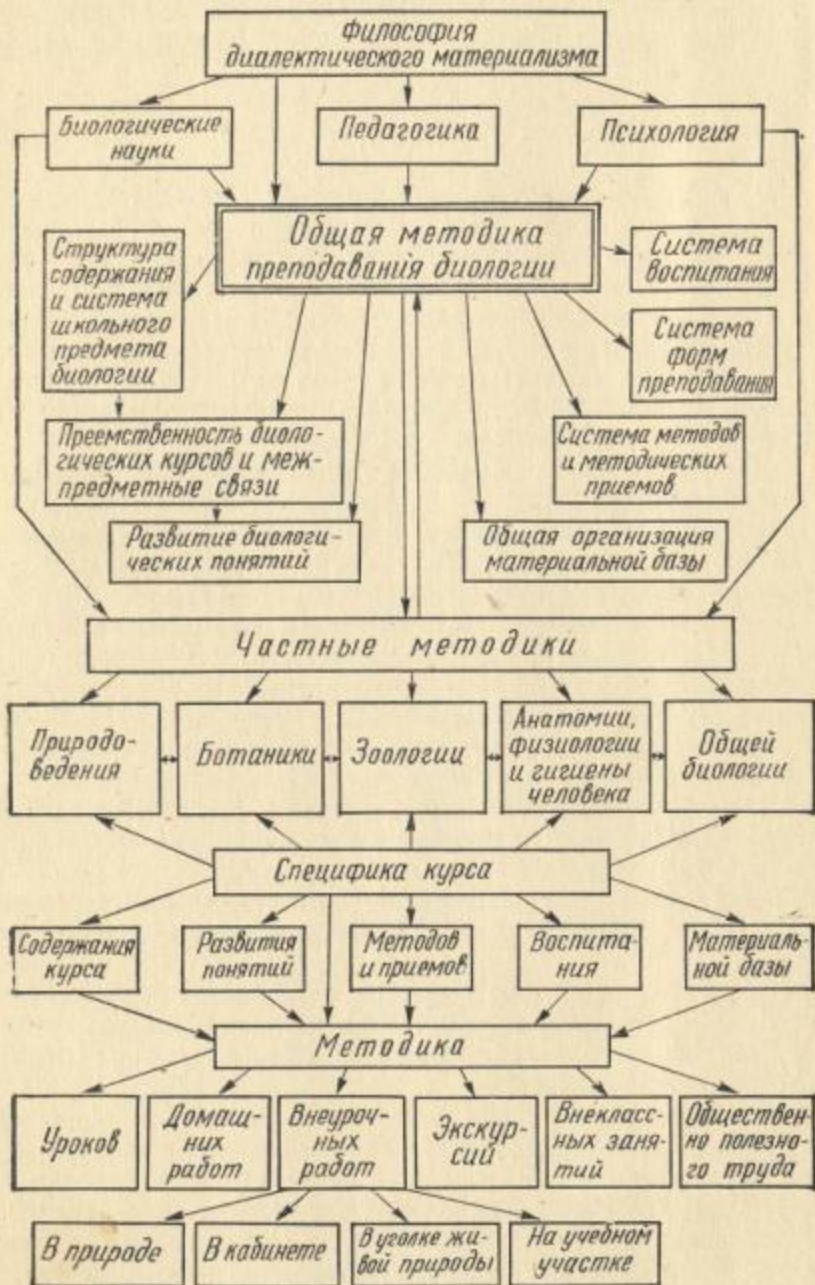 Философия
диалектического материализма
Биологические
науки
Педагогика
Психология
Общая методика
преподавания биологии
Структура
содержания
и система
школьного
предмета
биологии
Система
воспитания
Система
форм
преподавания
Преемственность биоло-
гических курсов и меж-
предметные связи
Система методов
и методических
приемов
Развитие биологи-
ческих понятий
Общая организация
материальной базы
Частные методики
Природо-
ведения
Ботаники
Зоологии
Анатомии,
физиологии
и гигиены
человека
Общей
биологии
Специфика курса
Содержания
курса
Развития
понятий
Методов
и приемов
Воспита-
ния
Материаль-
ной базы
Методика
Уроков
Домаш-
них
работ
Внеуроч-
ных
работ
Экскур-
сий
Внекласс-
ных заня-
тий
Обществен-
но полезно-
го труда
В природе
В кабинете
В уголке жи-
вой природы
На учебном
участке